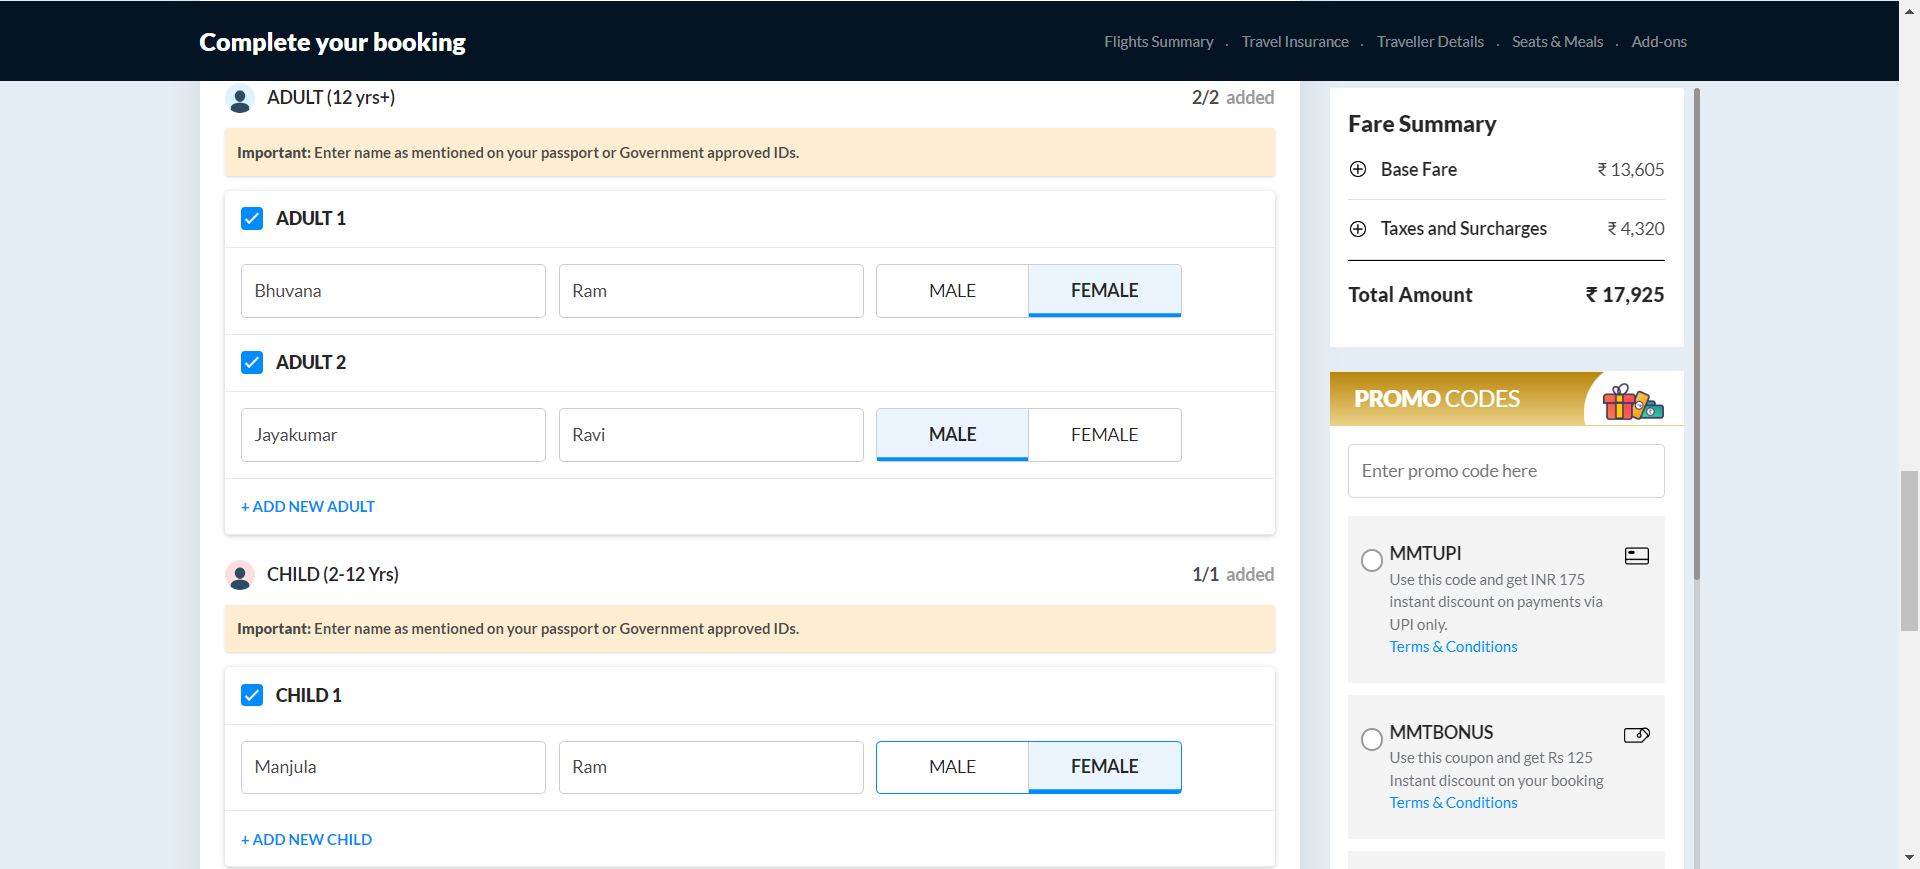 Complete your booking
Flights Summary . Travel Insurance . Traveller Details . Seats & Meals . Add-ons
ADULT (12 yrs+)
2/2 added
Important: Enter name as mentioned on your passport or Government approved IDs.
ADULT 1
Bhuvana
Ram
MALE
FEMALE
ADULT 2
Jayakumar
Ravi
MALE
FEMALE
+ ADD NEW ADULT
CHILD (2-12 Yrs)
1/1 added
Important: Enter name as mentioned on your passport or Government approved IDs.
CHILD 1
Manjula
Ram
MALE
FEMALE
+ ADD NEW CHILD
Fare Summary
Base Fare
₹ 13,605
Taxes and Surcharges
₹ 4,320
Total Amount
₹ 17,925
PROMO CODES
Enter promo code here
MMTUPI
Use this code and get INR 175
instant discount on payments via
UPI only.
Terms & Conditions
MMTBONUS
Use this coupon and get Rs 125
Instant discount on your booking
Terms & Conditions